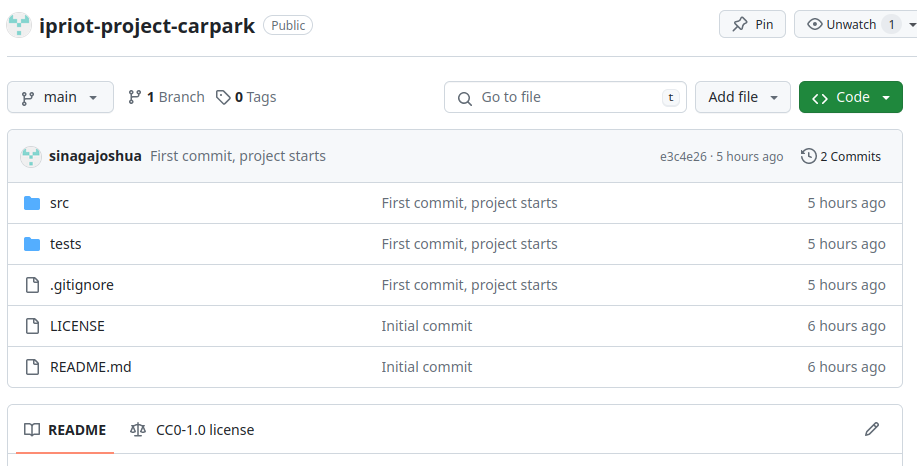 ipriot-project-carpark Public Pin Unwatch 1
main 1 Branch 0 Tags Go to file t Add file Code
sinagajoshua First commit, project starts e3c4e26 · 5 hours ago 2 Commits
src First commit, project starts 5 hours ago
tests First commit, project starts 5 hours ago
.gitignore First commit, project starts 5 hours ago
LICENSE Initial commit 6 hours ago
README.md Initial commit 6 hours ago
README CC0-1.0 license